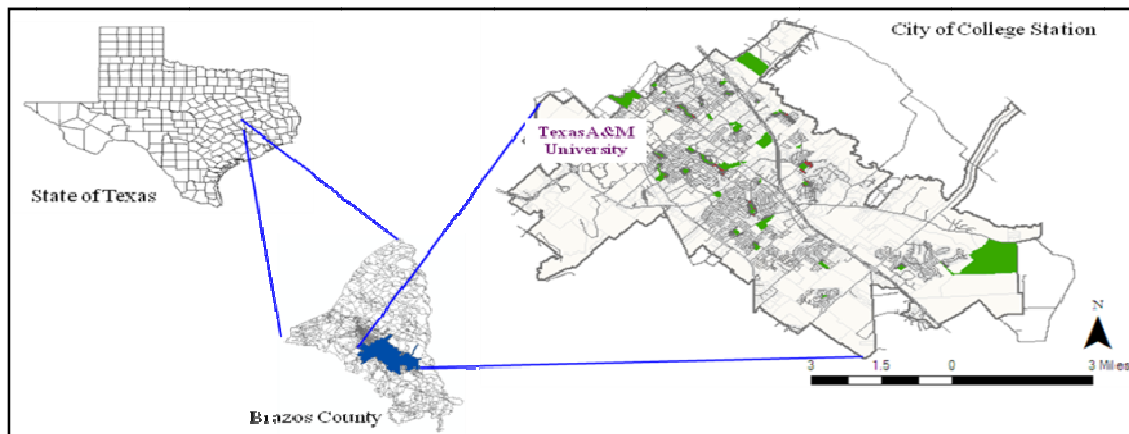 City of College Station
Texas A&M
University
State of Texas
N
3 1.5 0 3 Miles
Brazos County